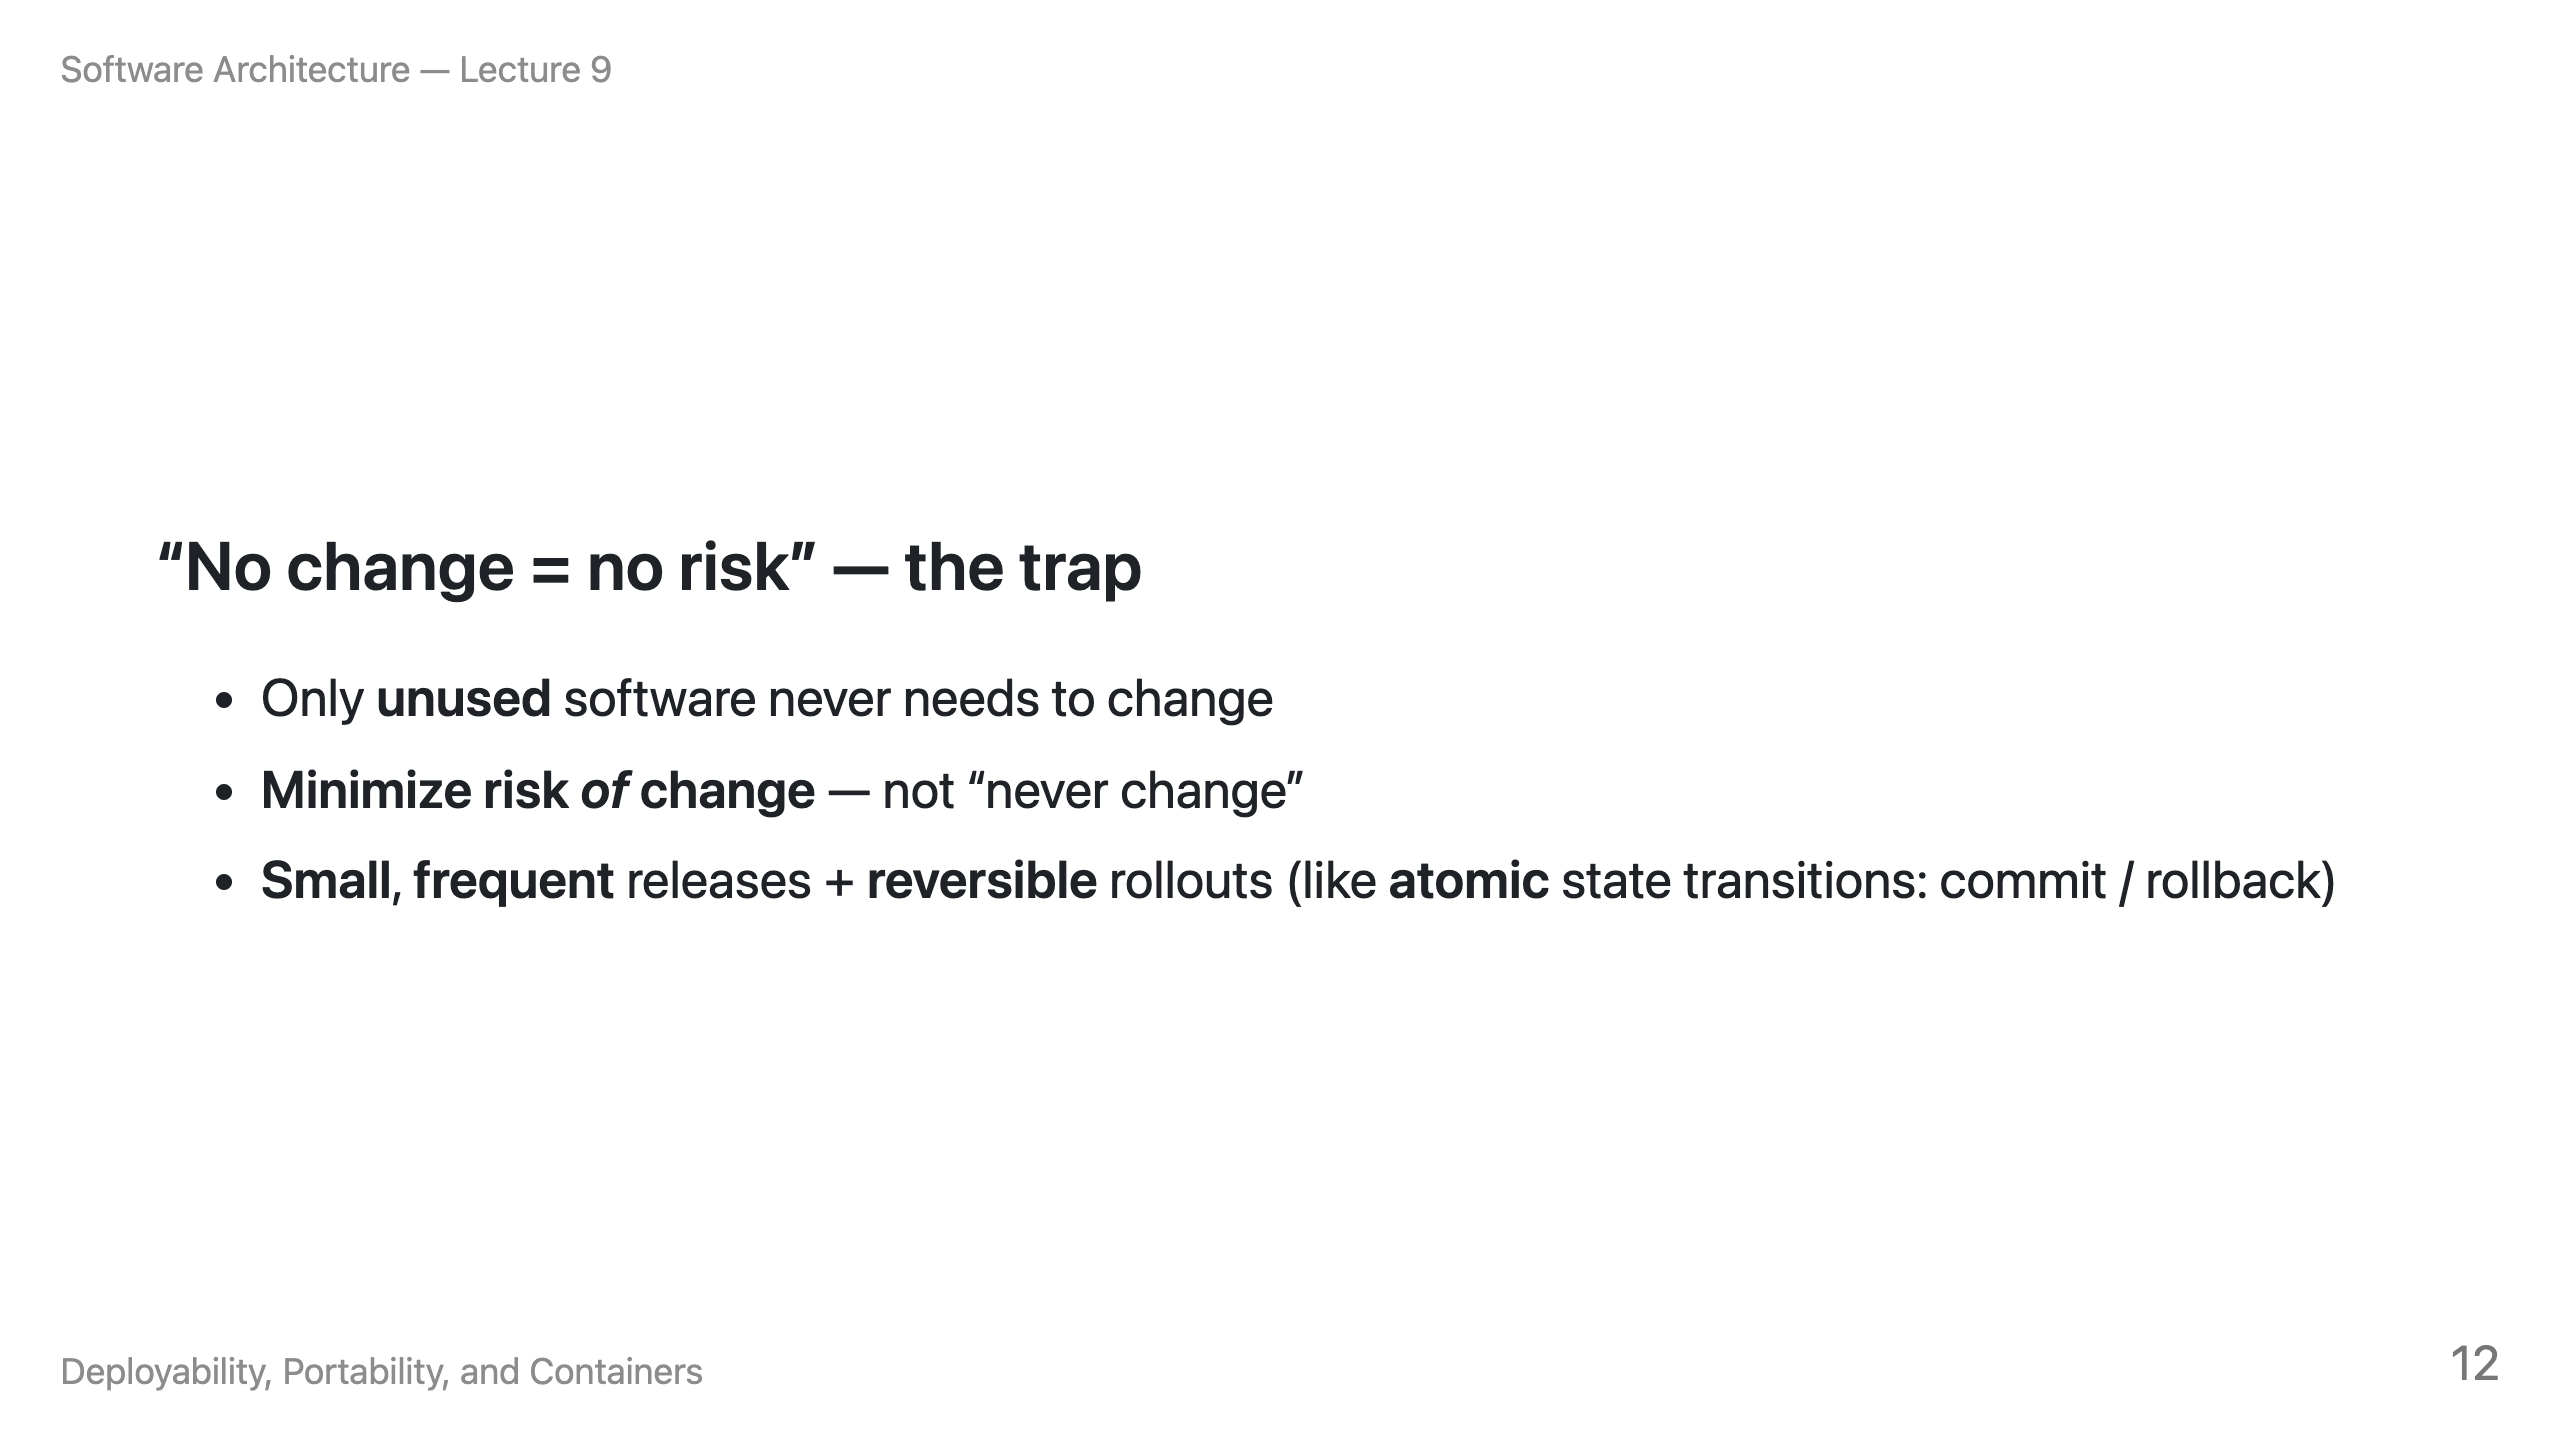 Software Architecture — Lecture 9
“No change = no risk” — the trap
• Only unused software never needs to change
• Minimize risk of change — not “never change”
• Small, frequent releases + reversible rollouts (like atomic state transitions: commit / rollback)
Deployability, Portability, and Containers
12